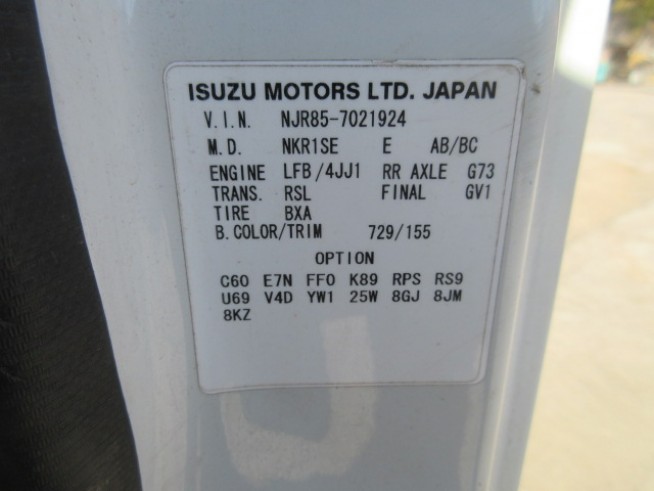 ISUZU MOTORS LTD. JAPAN
V.I.N. NJR85-7021924
M.D. NKR1SE E AB/BC
ENGINE LFB/4JJ1 RR AXLE G73
TRANS. RSL FINAL GV1
TIRE BXA
B.COLOR/TRIM 729/155
OPTION
C60 E7N FF0 K89 RPS RS9
U69 V4D YW1 25W 8GJ 8JM
8KZ